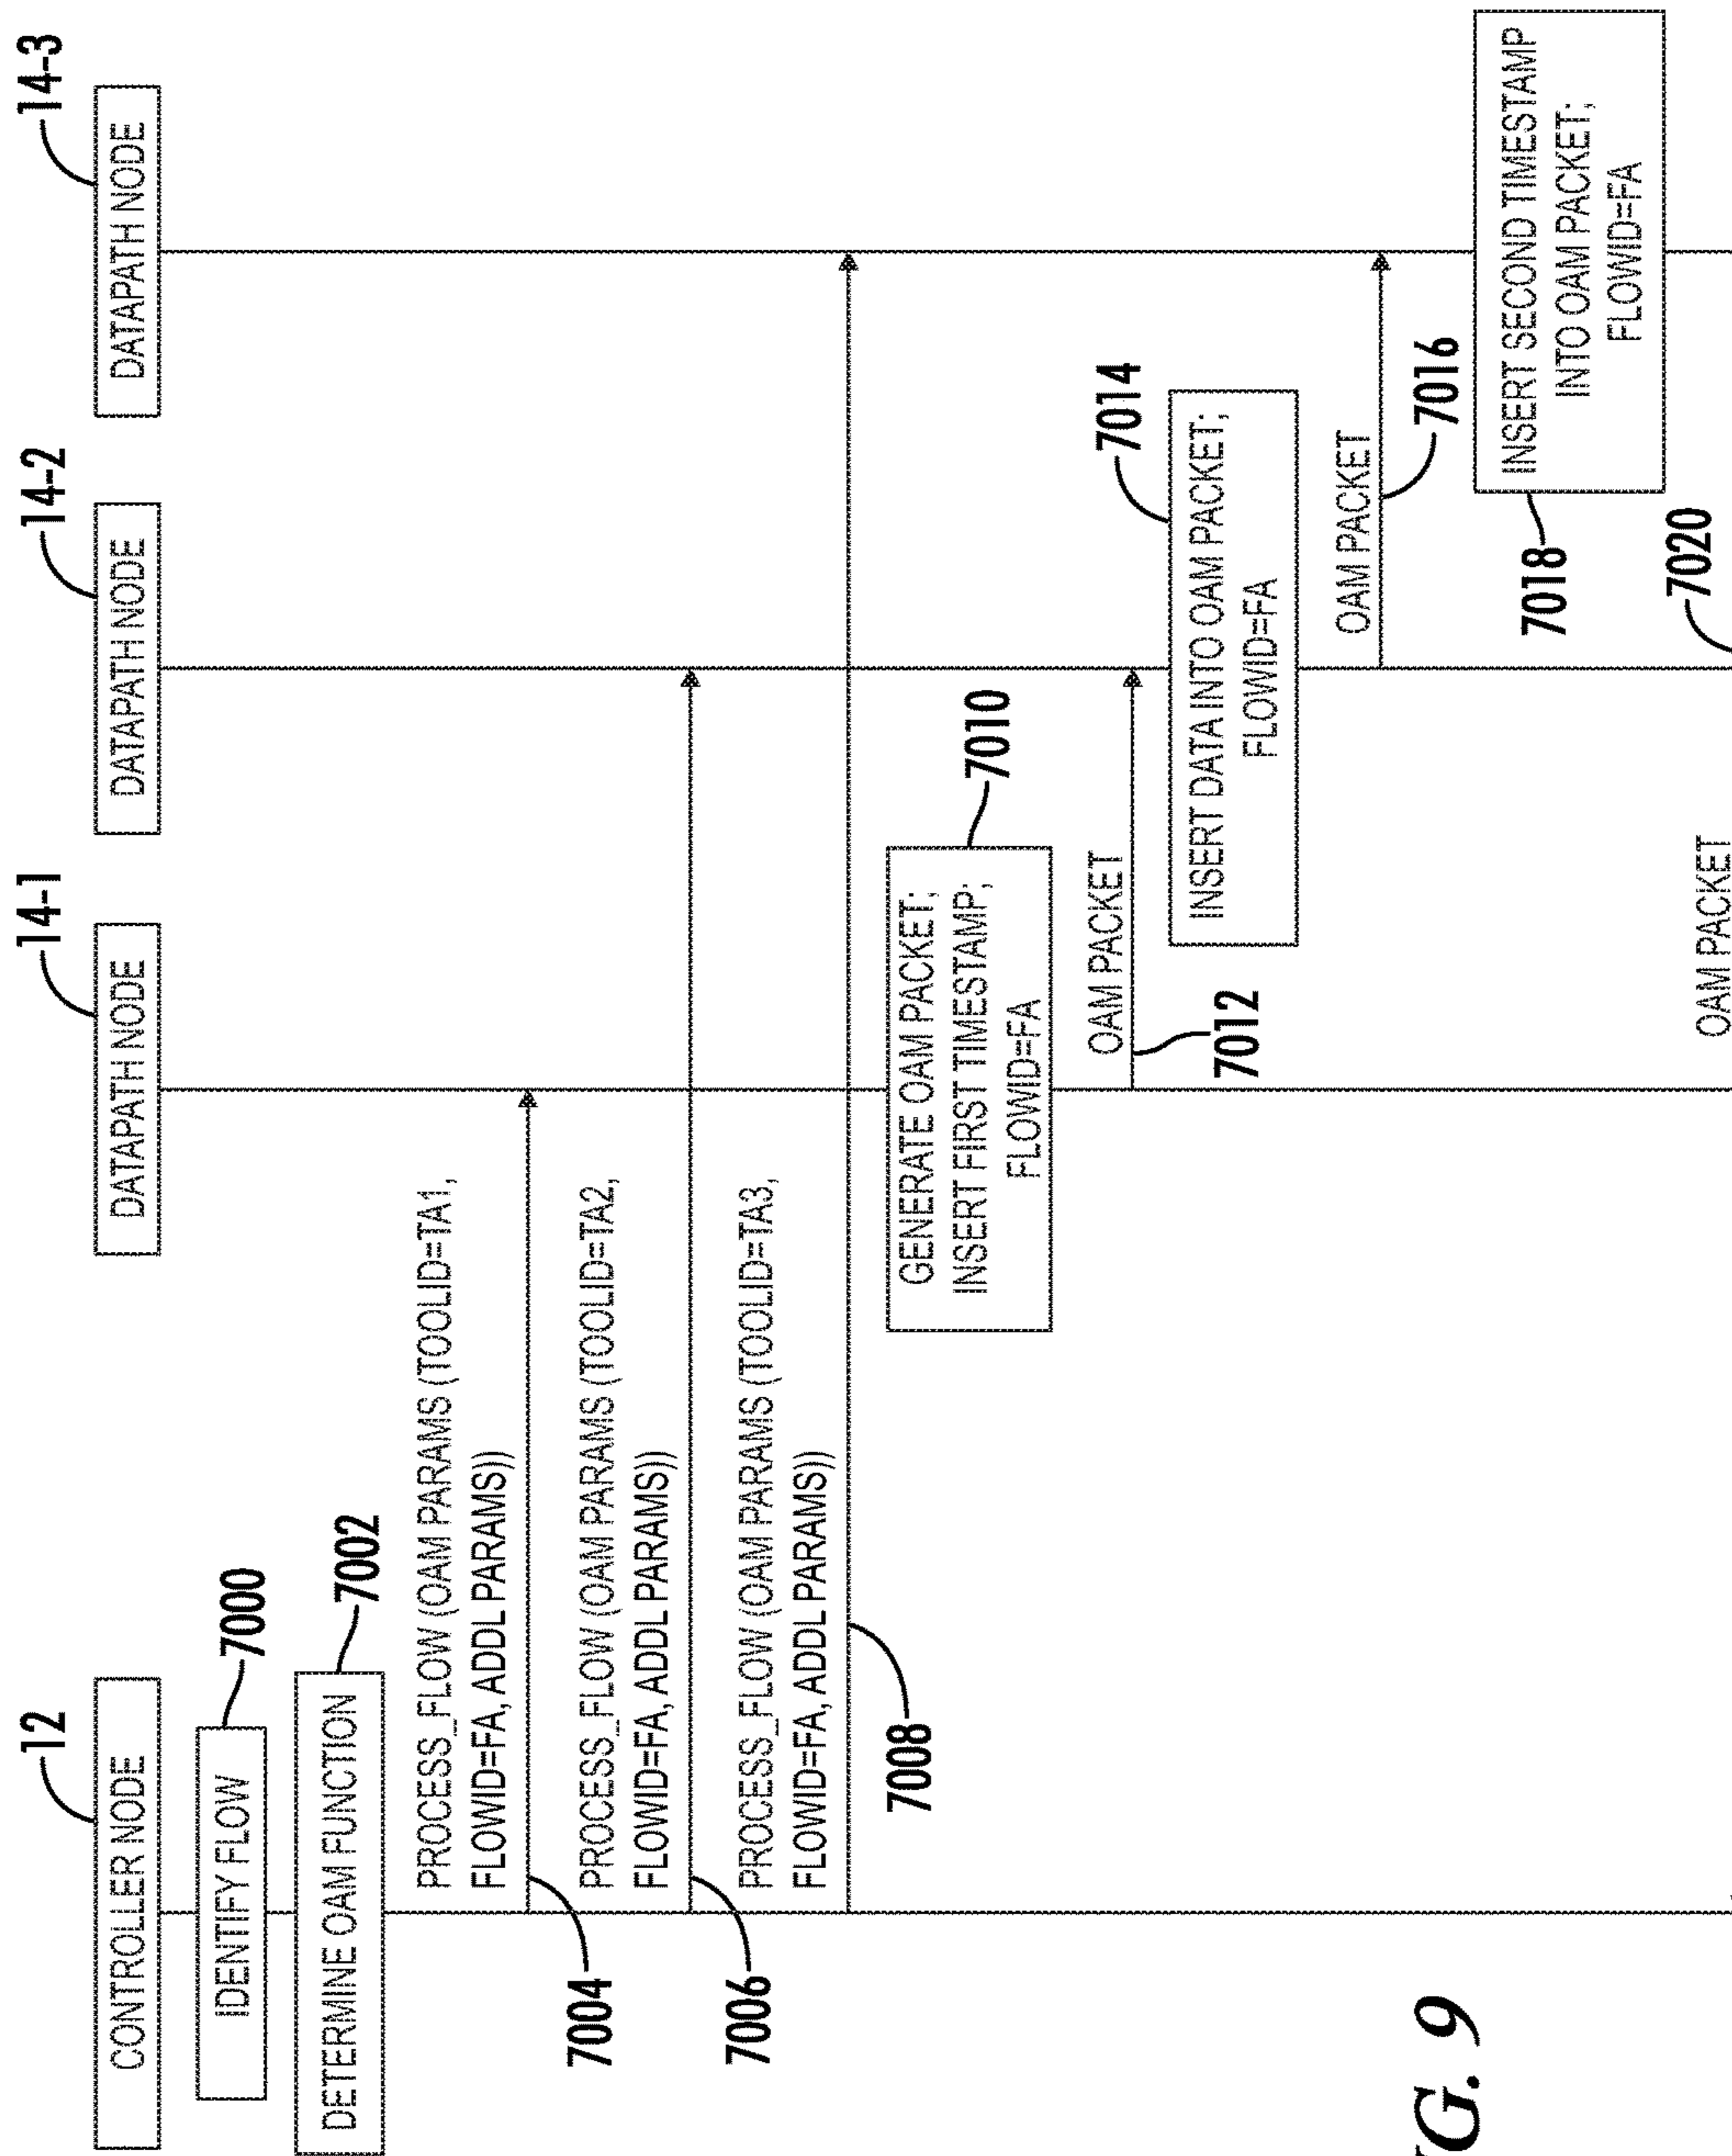 12
CONTROLLER NODE
14-1
DATAPATH NODE
14-2
DATAPATH NODE
14-3
DATAPATH NODE
IDENTIFY FLOW
7000
DETERMINE OAM FUNCTION
7002
PROCESS_FLOW (OAM PARAMS (TOOLID=TA1,
FLOWID=FA, ADDL PARAMS))
7004
PROCESS_FLOW (OAM PARAMS (TOOLID=TA2,
FLOWID=FA, ADDL PARAMS))
7006
PROCESS_FLOW (OAM PARAMS (TOOLID=TA3,
FLOWID=FA, ADDL PARAMS))
7008
GENERATE OAM PACKET;
INSERT FIRST TIMESTAMP;
FLOWID=FA
7010
OAM PACKET
7012
7014
INSERT DATA INTO OAM PACKET;
FLOWID=FA
OAM PACKET
7016
INSERT SECOND TIMESTAMP
INTO OAM PACKET;
FLOWID=FA
7018
7020
OAM PACKET
G. 9